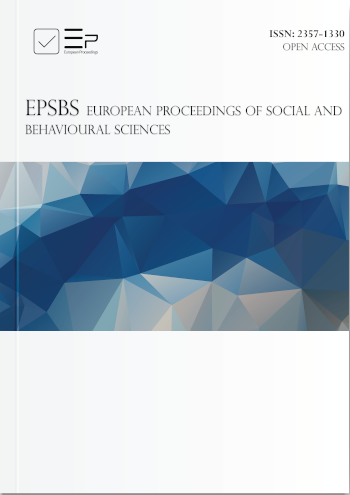 EP
European Proceedings
ISSN: 2357-1330
OPEN ACCESS
EPSBS EUROPEAN PROCEEDINGS OF SOCIAL AND
BEHAVIOURAL SCIENCES